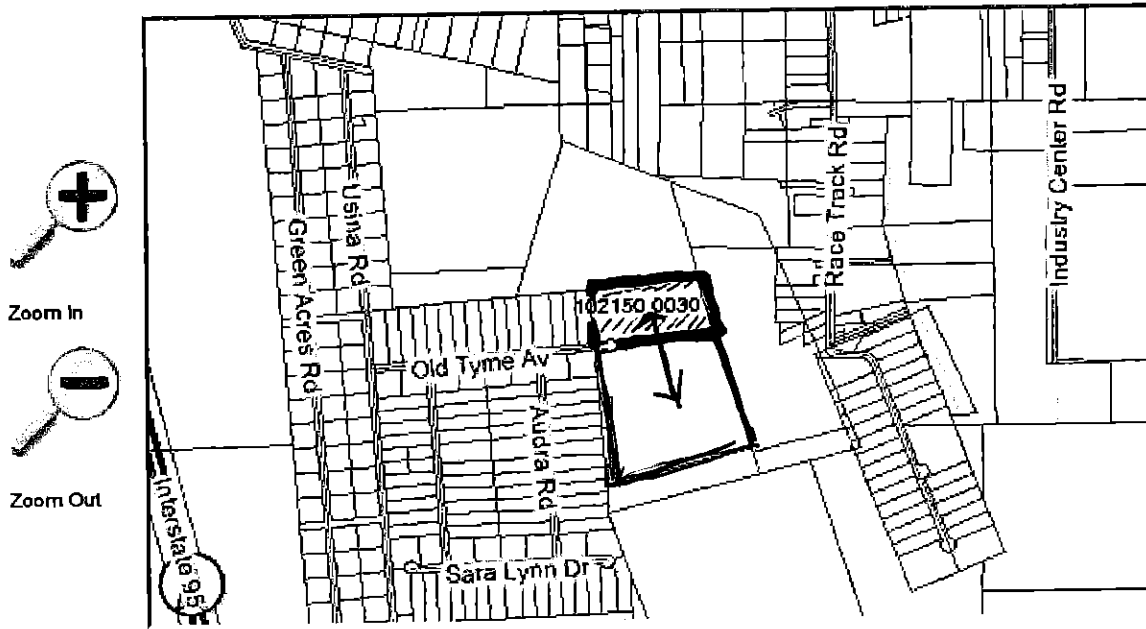 Zoom In
Zoom Out
Green Acres Rd
Usina Rd
Old Tyme Av
Audra Rd
Sara Lynn Dr
Interstate 95
102150 0030
Race Track Rd
Industry Center Rd